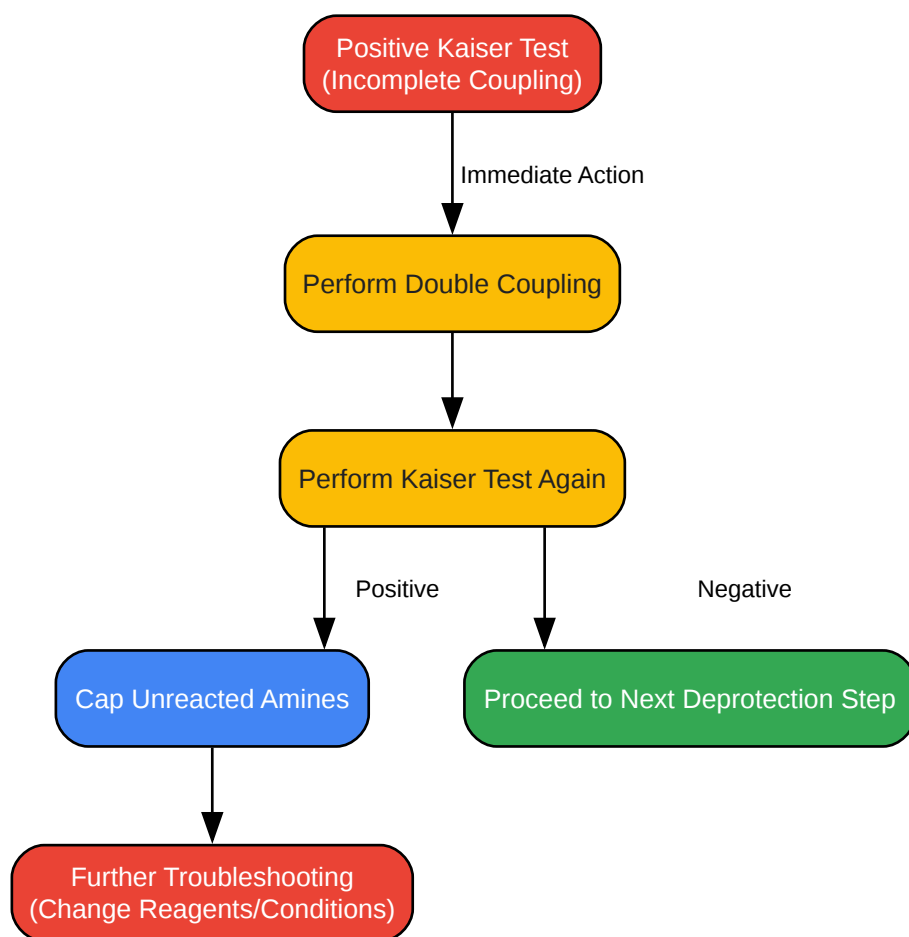 Positive Kaiser Test
(Incomplete Coupling)
Immediate Action
Perform Double Coupling
Perform Kaiser Test Again
Positive
Negative
Cap Unreacted Amines
Proceed to Next Deprotection Step
Further Troubleshooting
(Change Reagents/Conditions)